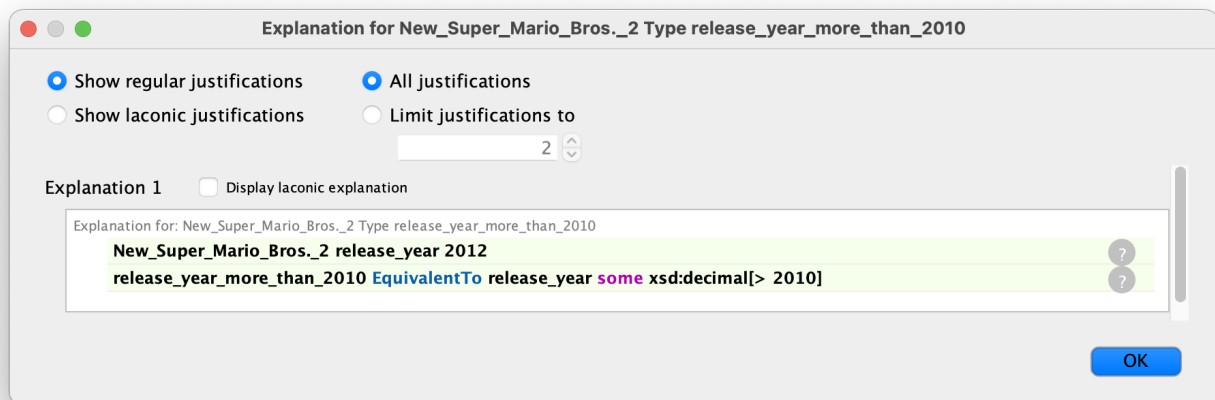 Explanation for New_Super_Mario_Bros._2 Type release_year_more_than_2010
Show regular justifications
All justifications
Show laconic justifications
Limit justifications to
2
Explanation 1
Display laconic explanation
Explanation for: New_Super_Mario_Bros._2 Type release_year_more_than_2010
New_Super_Mario_Bros._2 release_year 2012
?
release_year_more_than_2010 EquivalentTo release_year some xsd:decimal[> 2010]
?
OK